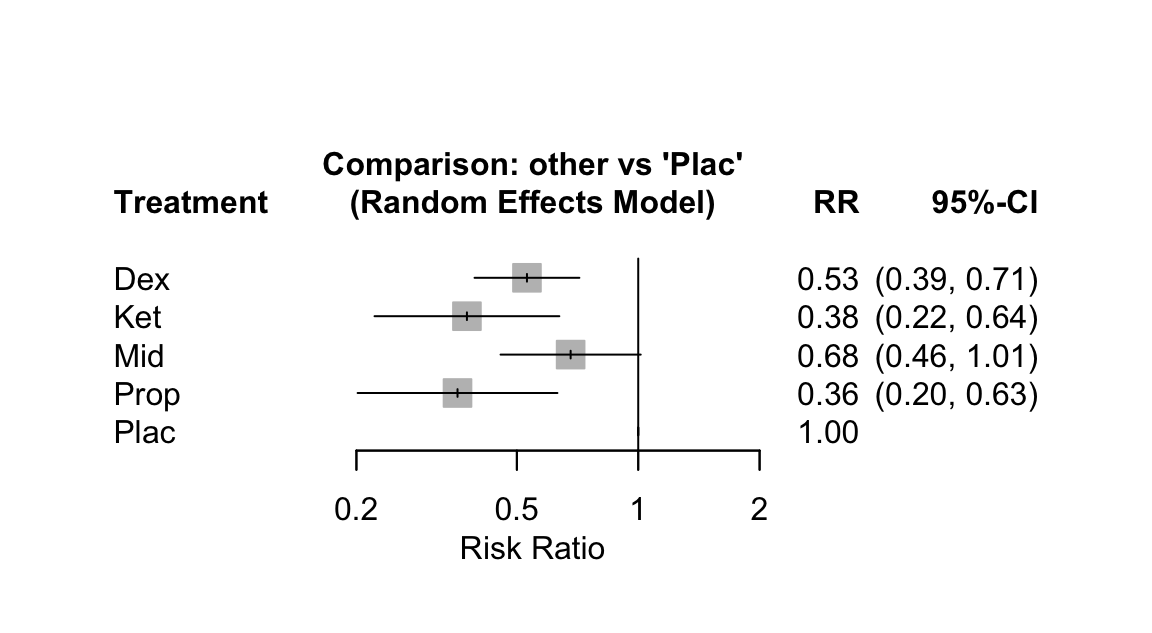 Comparison: other vs 'Plac'
Treatment (Random Effects Model) RR 95%-CI
Dex 0.53 (0.39, 0.71)
Ket 0.38 (0.22, 0.64)
Mid 0.68 (0.46, 1.01)
Prop 0.36 (0.20, 0.63)
Plac 1.00
0.2 0.5 1 2
Risk Ratio